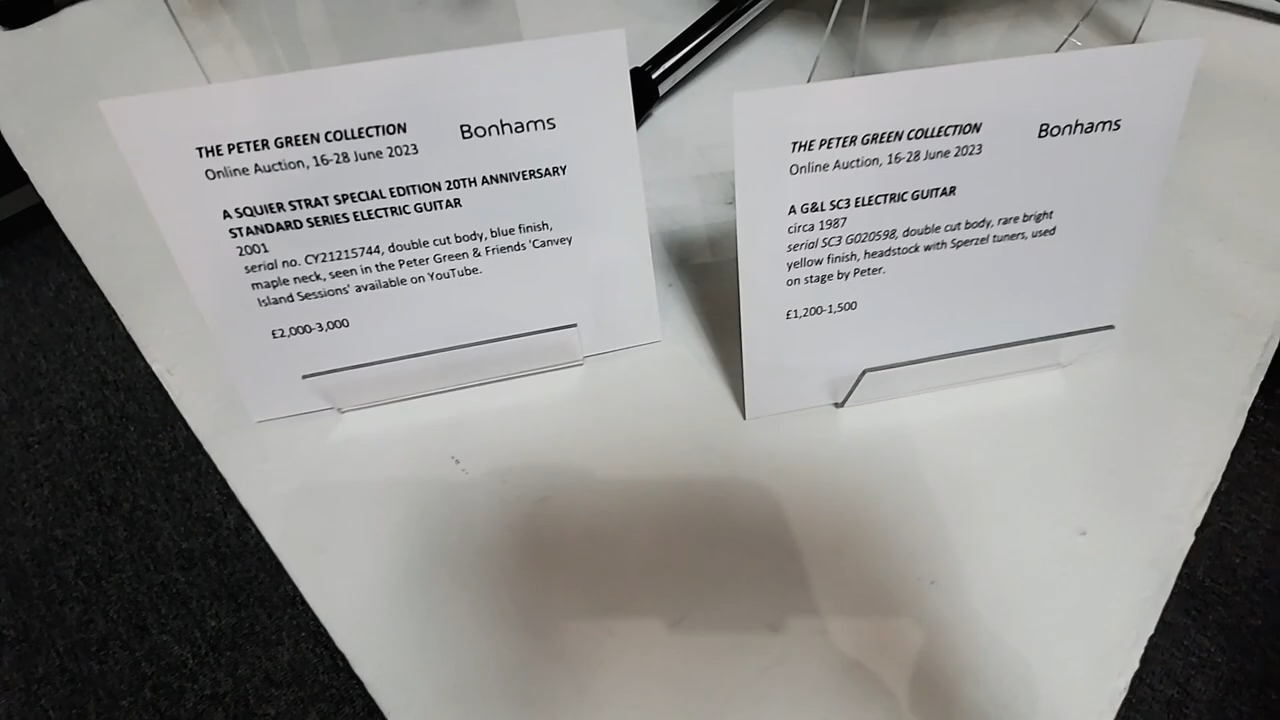 THE PETER GREEN COLLECTION
Bonhams
Online Auction, 16-28 June 2023
A SQUIER STRAT SPECIAL EDITION 20TH ANNIVERSARY
STANDARD SERIES ELECTRIC GUITAR
2001
serial no. CY21215744, double cut body, blue finish,
maple neck, seen in the Peter Green & Friends 'Canvey
Island Sessions' available on YouTube.
£2,000-3,000
THE PETER GREEN COLLECTION
Bonhams
Online Auction, 16-28 June 2023
A G&L SC3 ELECTRIC GUITAR
circa 1987
serial SC3 G020598, double cut body, rare bright
yellow finish, headstock with Sperzel tuners, used
on stage by Peter.
£1,200-1,500